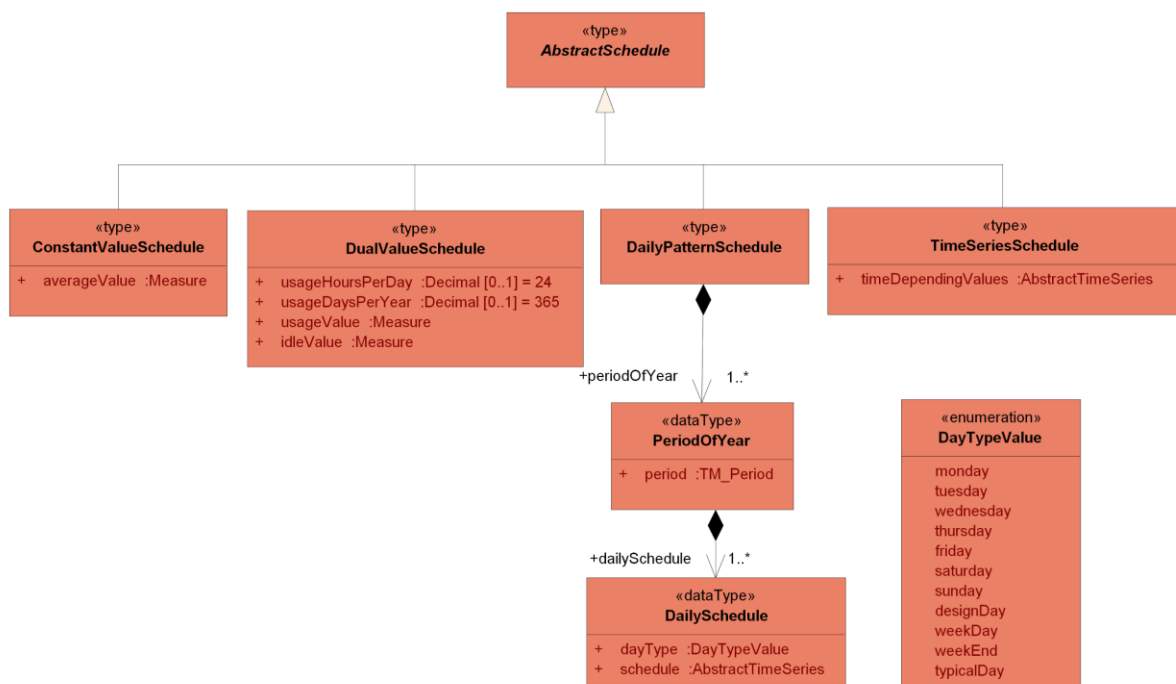 «type»
AbstractSchedule
«type»
ConstantValueSchedule
+ averageValue :Measure
«type»
DualValueSchedule
+ usageHoursPerDay :Decimal [0..1] = 24
+ usageDaysPerYear :Decimal [0..1] = 365
+ usageValue :Measure
+ idleValue :Measure
«type»
DailyPatternSchedule
«type»
TimeSeriesSchedule
+ timeDependingValues :AbstractTimeSeries
+periodOfYear 1..*
«dataType»
PeriodOfYear
+ period :TM_Period
+dailySchedule 1..*
«dataType»
DailySchedule
+ dayType :DayTypeValue
+ schedule :AbstractTimeSeries
«enumeration»
DayTypeValue
monday
tuesday
wednesday
thursday
friday
saturday
sunday
designDay
weekDay
weekEnd
typicalDay